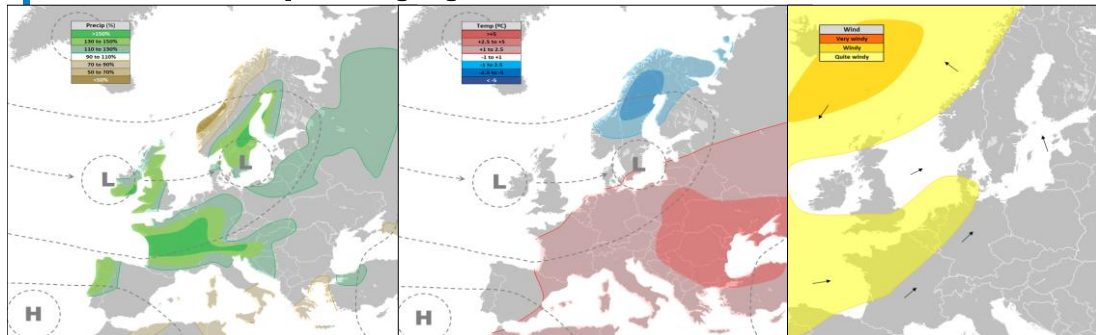 Precip (%)
>150%
130 to 150%
110 to 130%
90 to 110%
70 to 90%
50 to 70%
<50%
L
L
H
Temp (ºC)
>+5
+2.5 to +5
+1 to 2.5
-1 to +1
-1 to 2.5
-2.5 to -5
< -5
L
L
H
Wind
Very windy
Windy
Quite windy